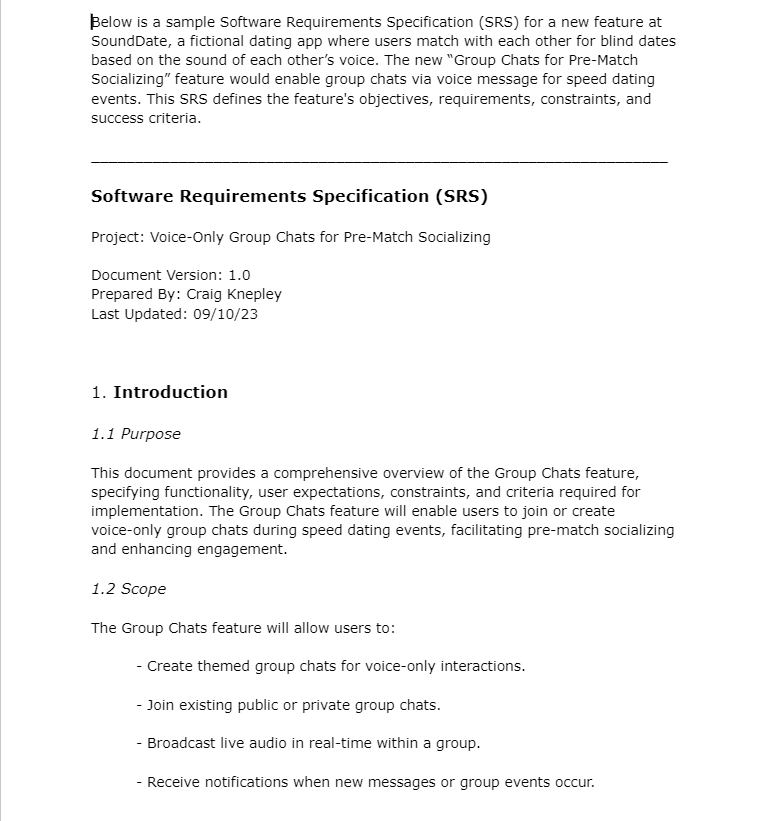 Below is a sample Software Requirements Specification (SRS) for a new feature at
SoundDate, a fictional dating app where users match with each other for blind dates
based on the sound of each other’s voice. The new “Group Chats for Pre-Match
Socializing” feature would enable group chats via voice message for speed dating
events. This SRS defines the feature's objectives, requirements, constraints, and
success criteria.
Software Requirements Specification (SRS)
Project: Voice-Only Group Chats for Pre-Match Socializing
Document Version: 1.0
Prepared By: Craig Knepley
Last Updated: 09/10/23
1. Introduction
1.1 Purpose
This document provides a comprehensive overview of the Group Chats feature,
specifying functionality, user expectations, constraints, and criteria required for
implementation. The Group Chats feature will enable users to join or create
voice-only group chats during speed dating events, facilitating pre-match socializing
and enhancing engagement.
1.2 Scope
The Group Chats feature will allow users to:
- Create themed group chats for voice-only interactions.
- Join existing public or private group chats.
- Broadcast live audio in real-time within a group.
- Receive notifications when new messages or group events occur.